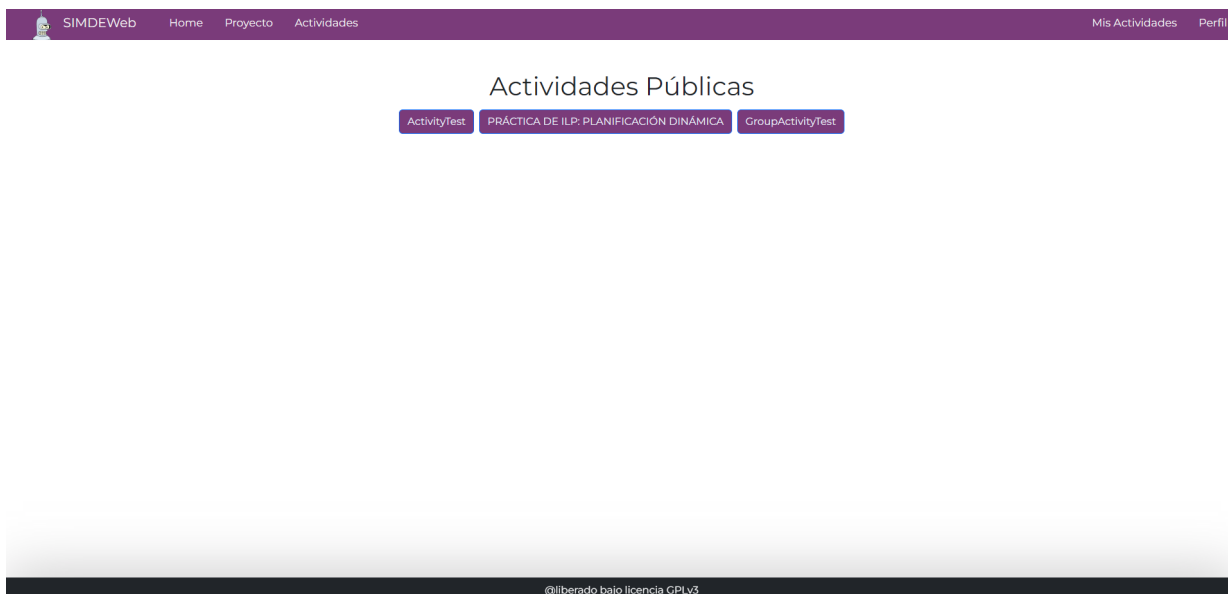 SIMDEWeb Home Proyecto Actividades Mis Actividades Perfil
Actividades Públicas
ActivityTest PRÁCTICA DE ILP: PLANIFICACIÓN DINÁMICA GroupActivityTest
@liberado bajo licencia GPLv3